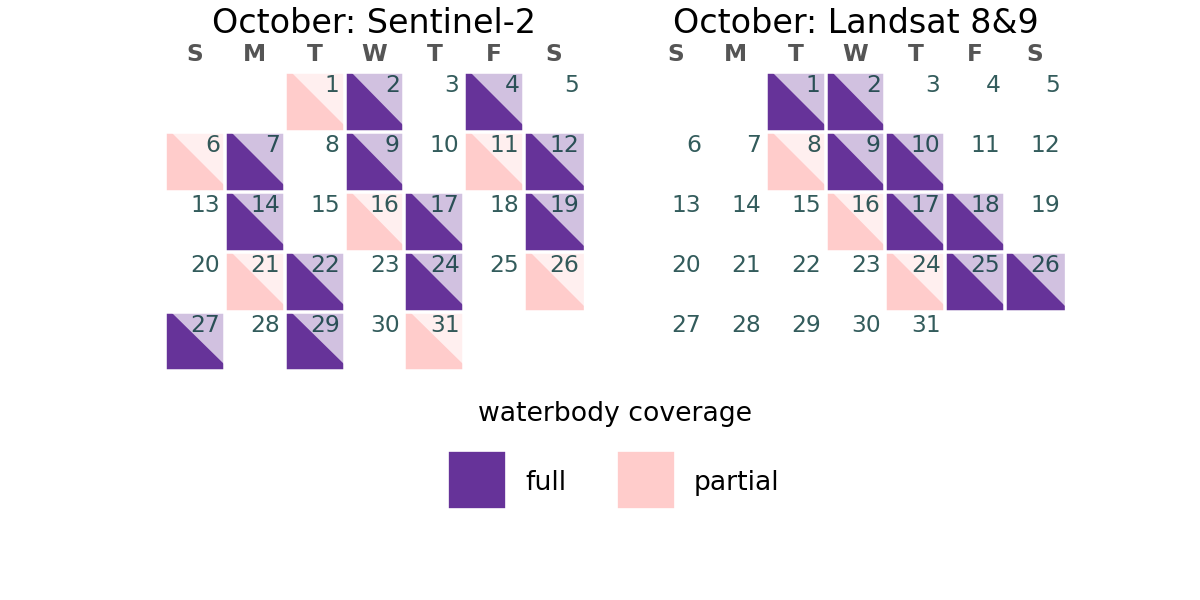 October: Sentinel-2
S M T W T F S
1 2 3 4 5
6 7 8 9 10 11 12
13 14 15 16 17 18 19
20 21 22 23 24 25 26
27 28 29 30 31
October: Landsat 8&9
S M T W T F S
1 2 3 4 5
6 7 8 9 10 11 12
13 14 15 16 17 18 19
20 21 22 23 24 25 26
27 28 29 30 31
waterbody coverage
full partial